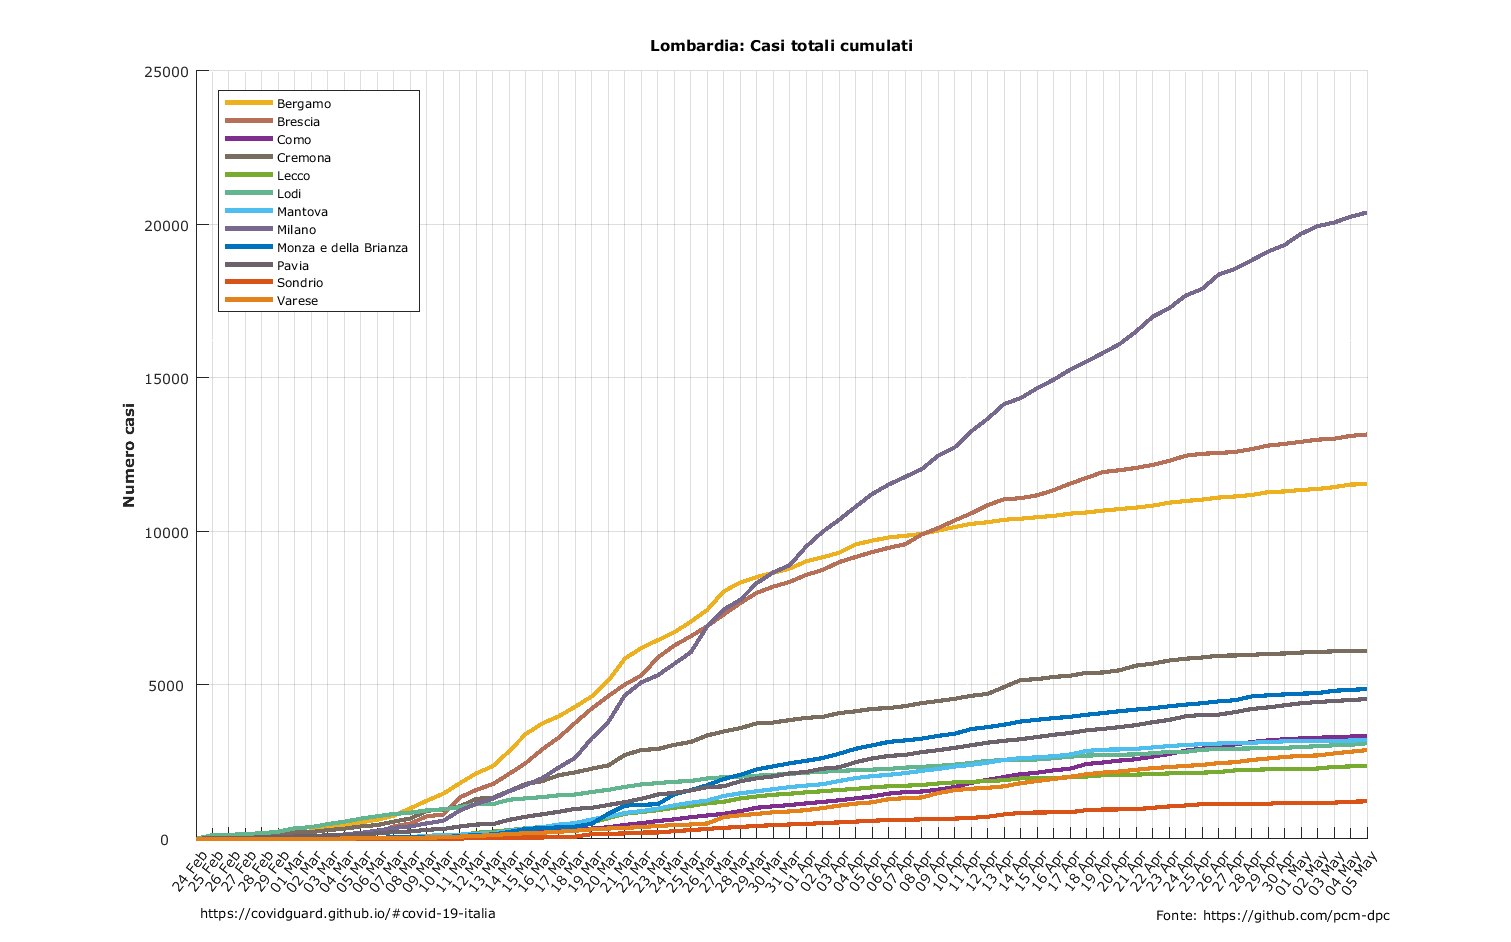 Lombardia: Casi totali cumulati
25000
20000
15000
10000
5000
0
Numero casi
Bergamo
Brescia
Como
Cremona
Lecco
Lodi
Mantova
Milano
Monza e della Brianza
Pavia
Sondrio
Varese
24 Feb
25 Feb
26 Feb
27 Feb
28 Feb
29 Feb
01 Mar
02 Mar
03 Mar
04 Mar
05 Mar
06 Mar
07 Mar
08 Mar
09 Mar
10 Mar
11 Mar
12 Mar
13 Mar
14 Mar
15 Mar
16 Mar
17 Mar
18 Mar
19 Mar
20 Mar
21 Mar
22 Mar
23 Mar
24 Mar
25 Mar
26 Mar
27 Mar
28 Mar
29 Mar
30 Mar
31 Mar
01 Apr
02 Apr
03 Apr
04 Apr
05 Apr
06 Apr
07 Apr
08 Apr
09 Apr
10 Apr
11 Apr
12 Apr
13 Apr
14 Apr
15 Apr
16 Apr
17 Apr
18 Apr
19 Apr
20 Apr
21 Apr
22 Apr
23 Apr
24 Apr
25 Apr
26 Apr
27 Apr
28 Apr
29 Apr
30 Apr
01 May
02 May
03 May
04 May
05 May
https://covidguard.github.io/#covid-19-italia
Fonte: https://github.com/pcm-dpc